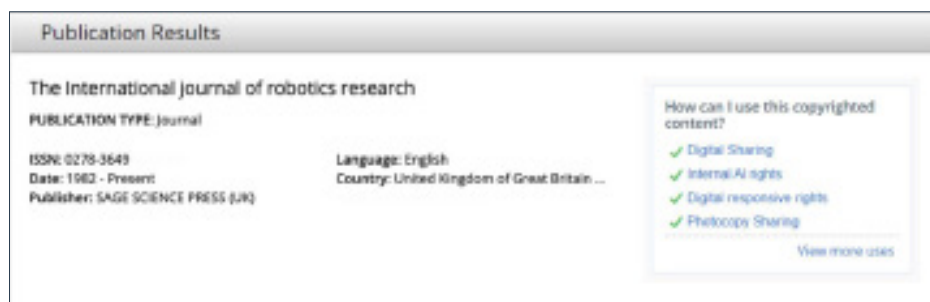 Publication Results
The International journal of robotics research
PUBLICATION TYPE: Journal
ISSN: 0278-3649
Date: 1982 - Present
Publisher: SAGE SCIENCE PRESS (UK)
Language: English
Country: United Kingdom of Great Britain ...
How can I use this copyrighted
content?
Digital Sharing
Internal AI rights
Digital responsive rights
Photocopy Sharing
View more uses